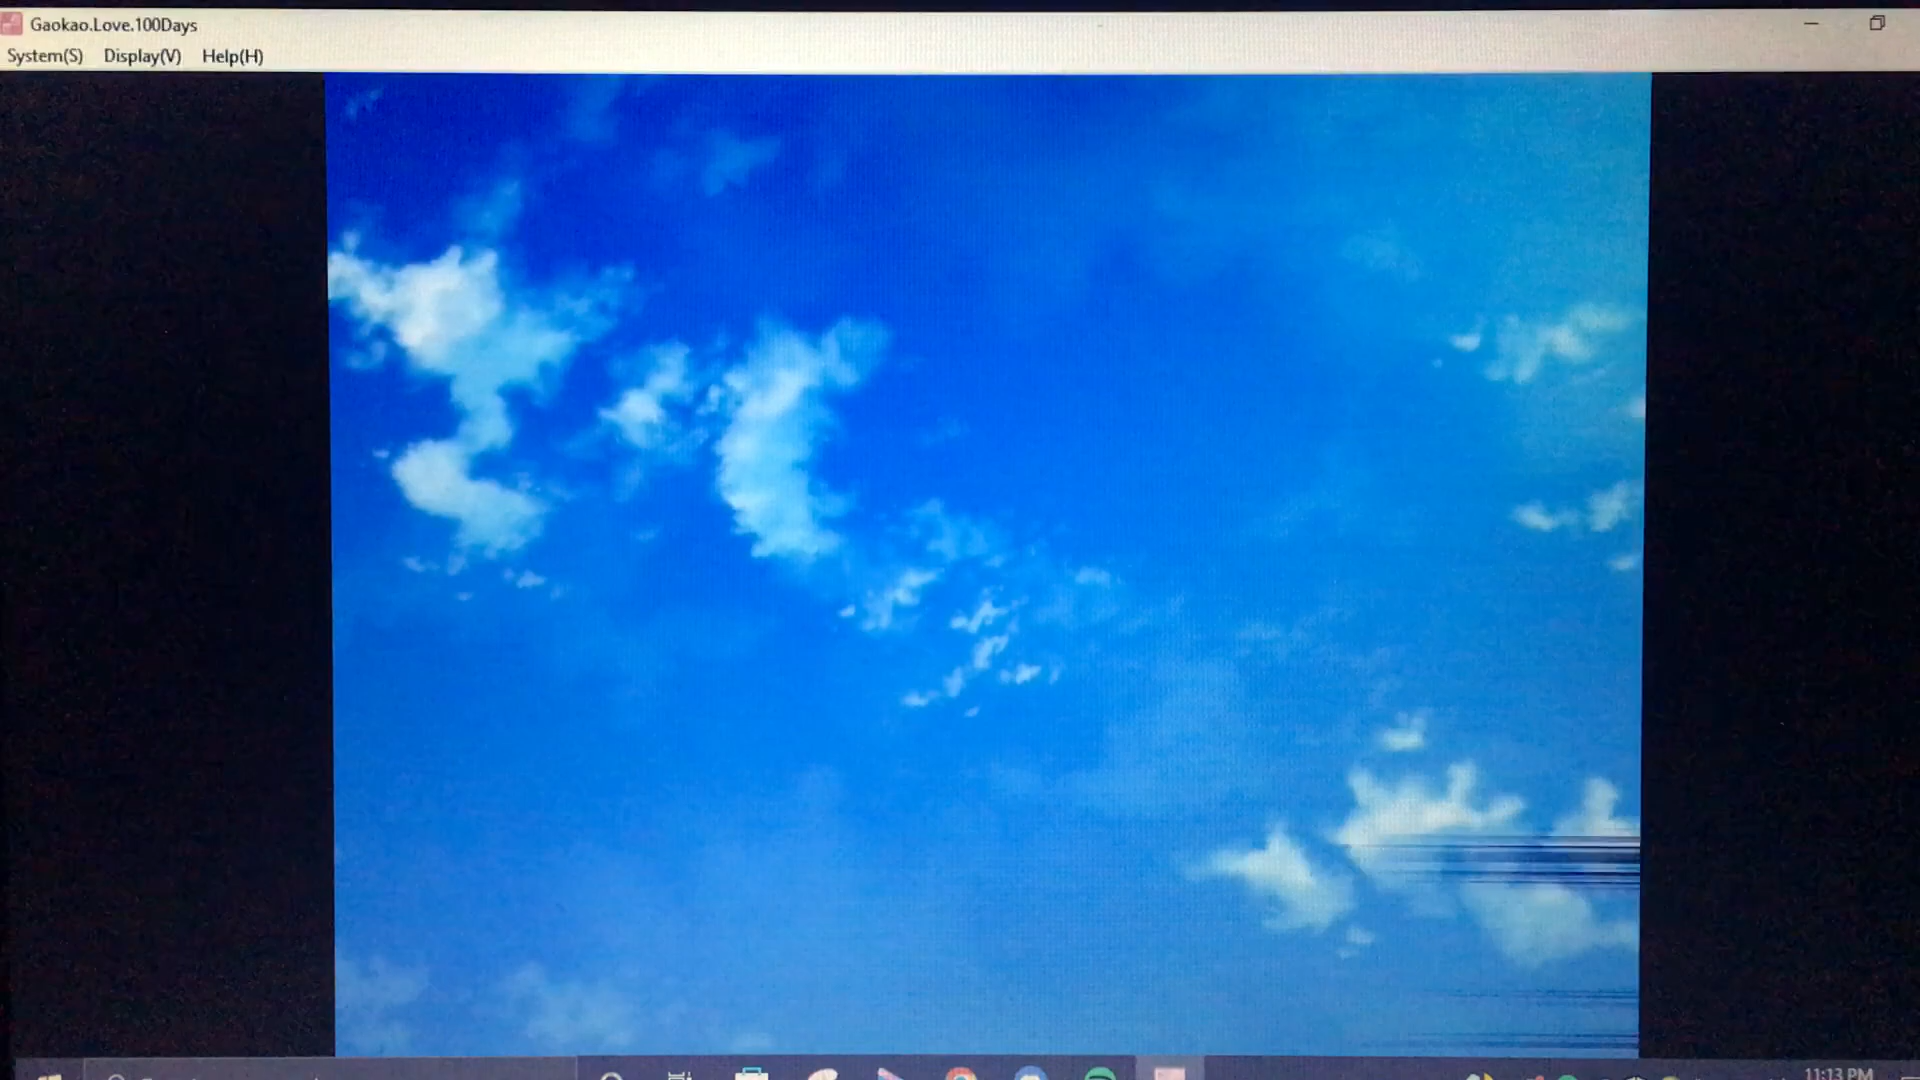 Gaokao.Love.100Days
System(S) Display(V) Help(H)
11:13 PM